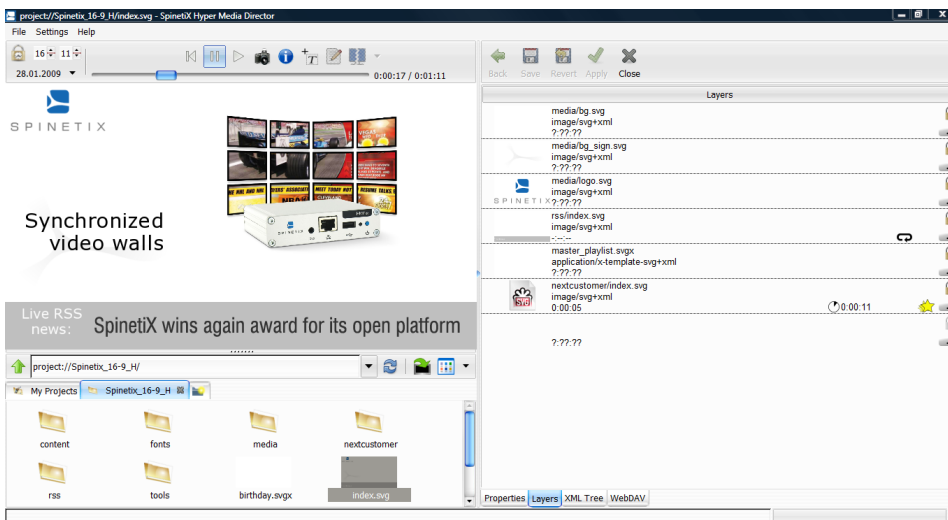 project://Spinetix_16-9_H/index.svg - SpinetiX Hyper Media Director
File Settings Help
16 11
28.01.2009
0:00:17 / 0:01:11
SPINETIX
Synchronized
video walls
Live RSS
news:
SpinetiX wins again award for its open platform
project://Spinetix_16-9_H/
My Projects
Spinetix_16-9_H
content
fonts
media
nextcustomer
rss
tools
birthday.svgx
index.svg
Back Save Revert Apply Close
Layers
media/bg.svg
image/svg+xml
?:??:??
media/bg_sign.svg
image/svg+xml
?:??:??
SPINETIX
media/logo.svg
image/svg+xml
?:??:??
rss/index.svg
image/svg+xml
-:--:--
master_playlist.svgx
application/x-template-svg+xml
?:??:??
SVG
nextcustomer/index.svg
image/svg+xml
0:00:05
0:00:11
?:??:??
Properties Layers XML Tree WebDAV